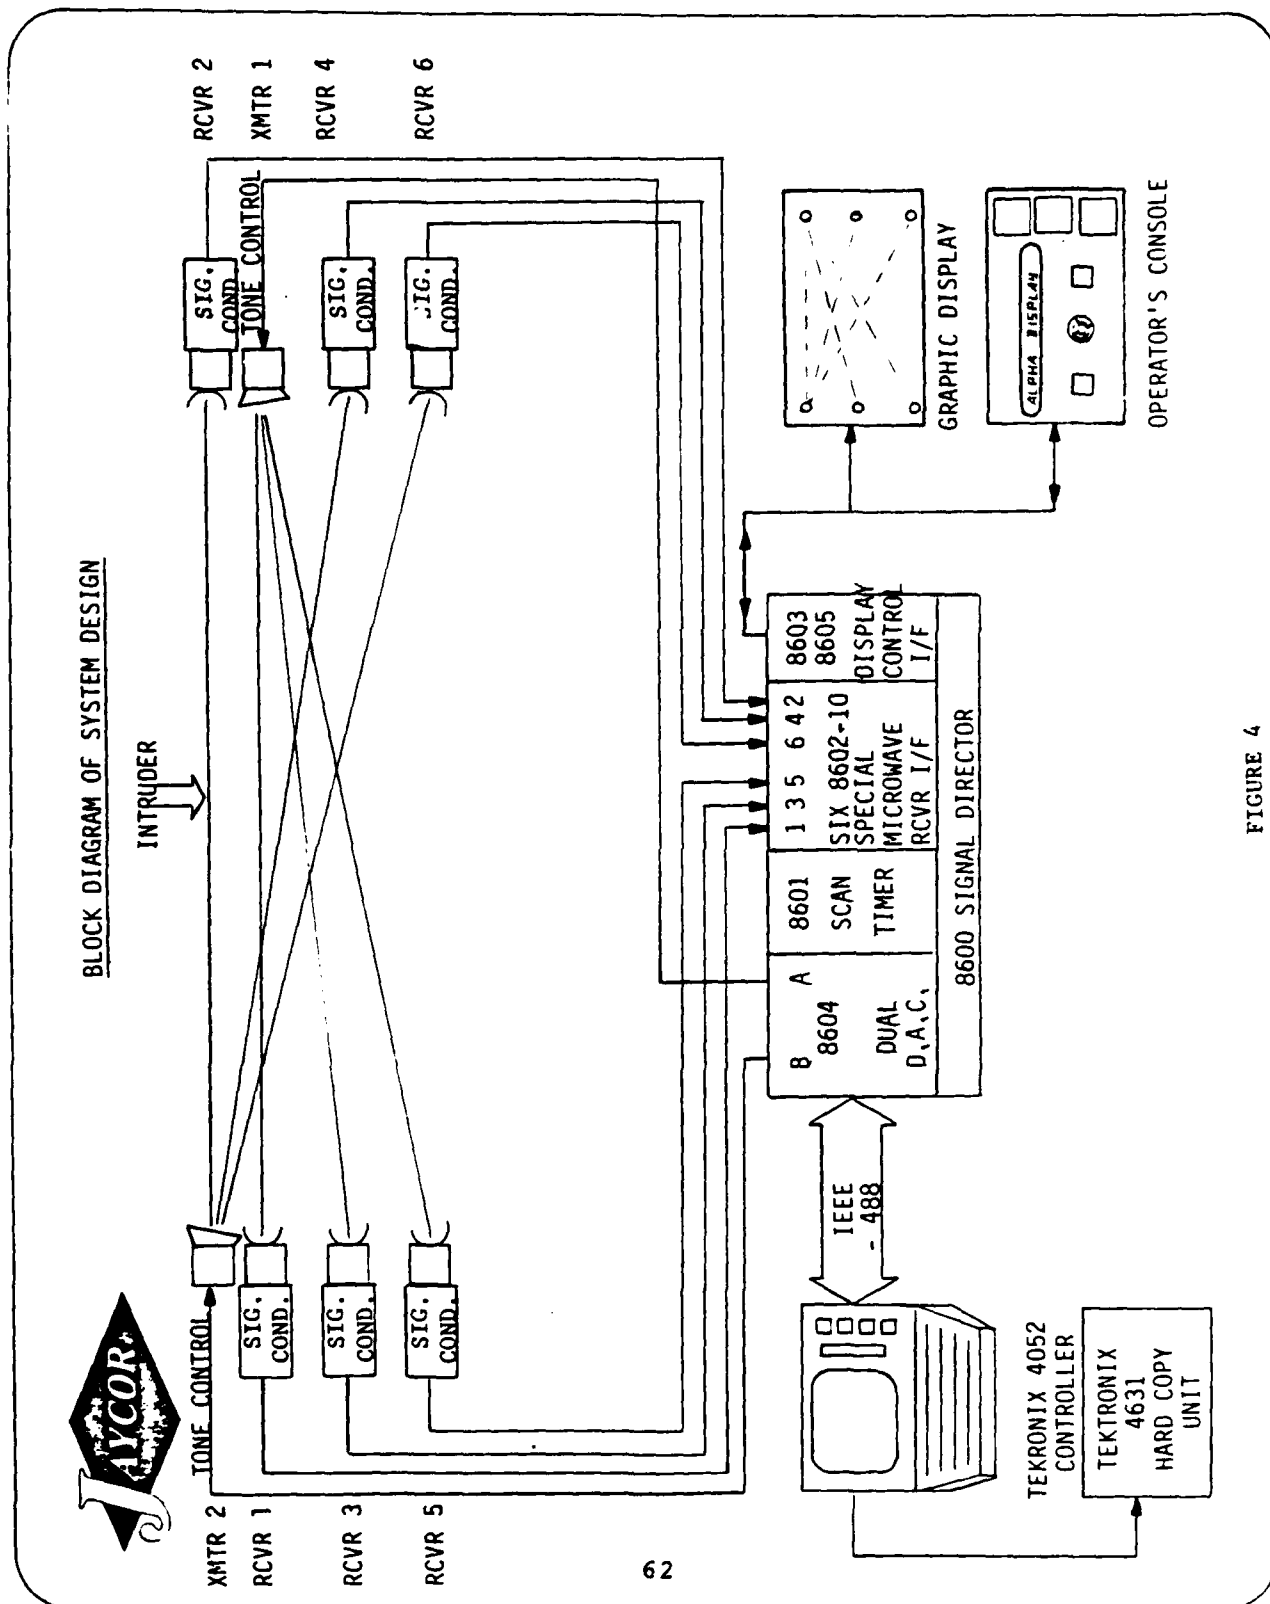 JAYCOR
BLOCK DIAGRAM OF SYSTEM DESIGN
INTRUDER
XMTR 2
TONE CONTROL
RCVR 1
SIG.
COND.
RCVR 3
SIG.
COND.
RCVR 5
SIG.
COND.
RCVR 2
SIG.
COND.
XMTR 1
TONE CONTROL
RCVR 4
SIG.
COND.
RCVR 6
SIG.
COND.
B A
8604
DUAL
D.A.C.
8601
SCAN
TIMER
1 3 5 6 4 2
SIX 8602-10
SPECIAL
MICROWAVE
RCVR I/F
8603
8605
DISPLAY
CONTROL
I/F
8600 SIGNAL DIRECTOR
IEEE
- 488
TEKRONIX 4052
CONTROLLER
TEKTRONIX
4631
HARD COPY
UNIT
GRAPHIC DISPLAY
ALPHA DISPLAY
OPERATOR'S CONSOLE
FIGURE 4
62